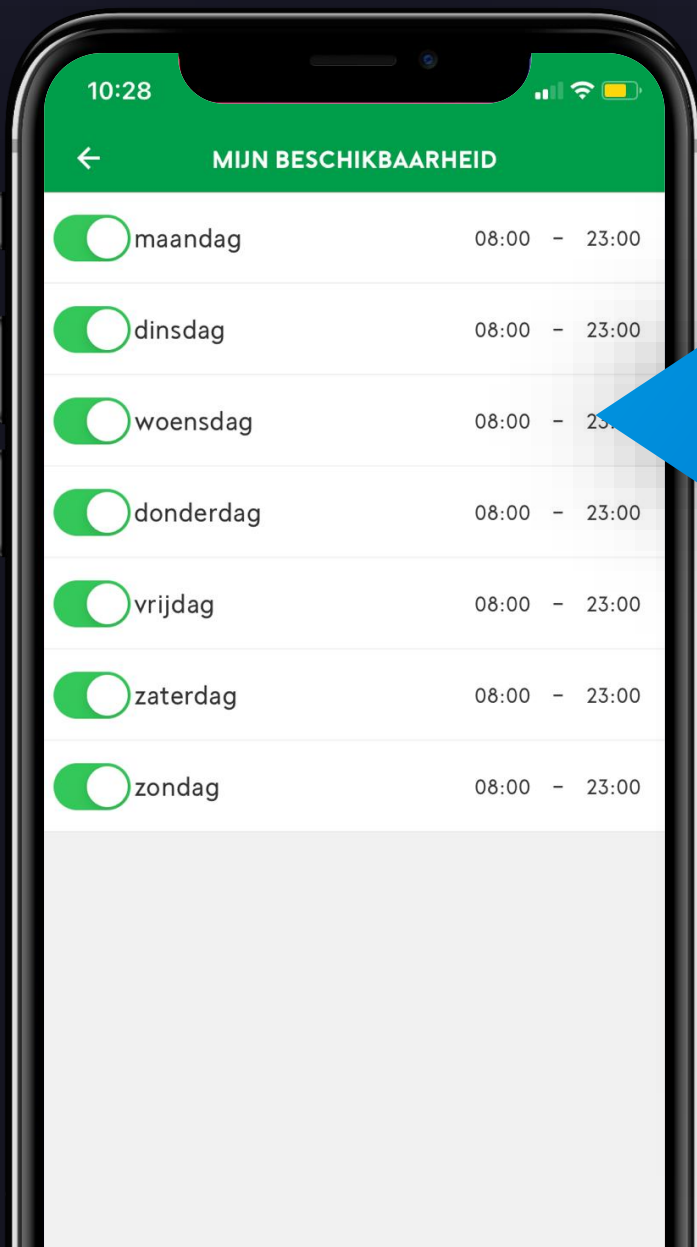 10:28
MIJN BESCHIKBAARHEID
maandag 08:00 - 23:00
dinsdag 08:00 - 23:00
woensdag 08:00 -
donderdag 08:00 - 23:00
vrijdag 08:00 - 23:00
zaterdag 08:00 - 23:00
zondag 08:00 - 23:00